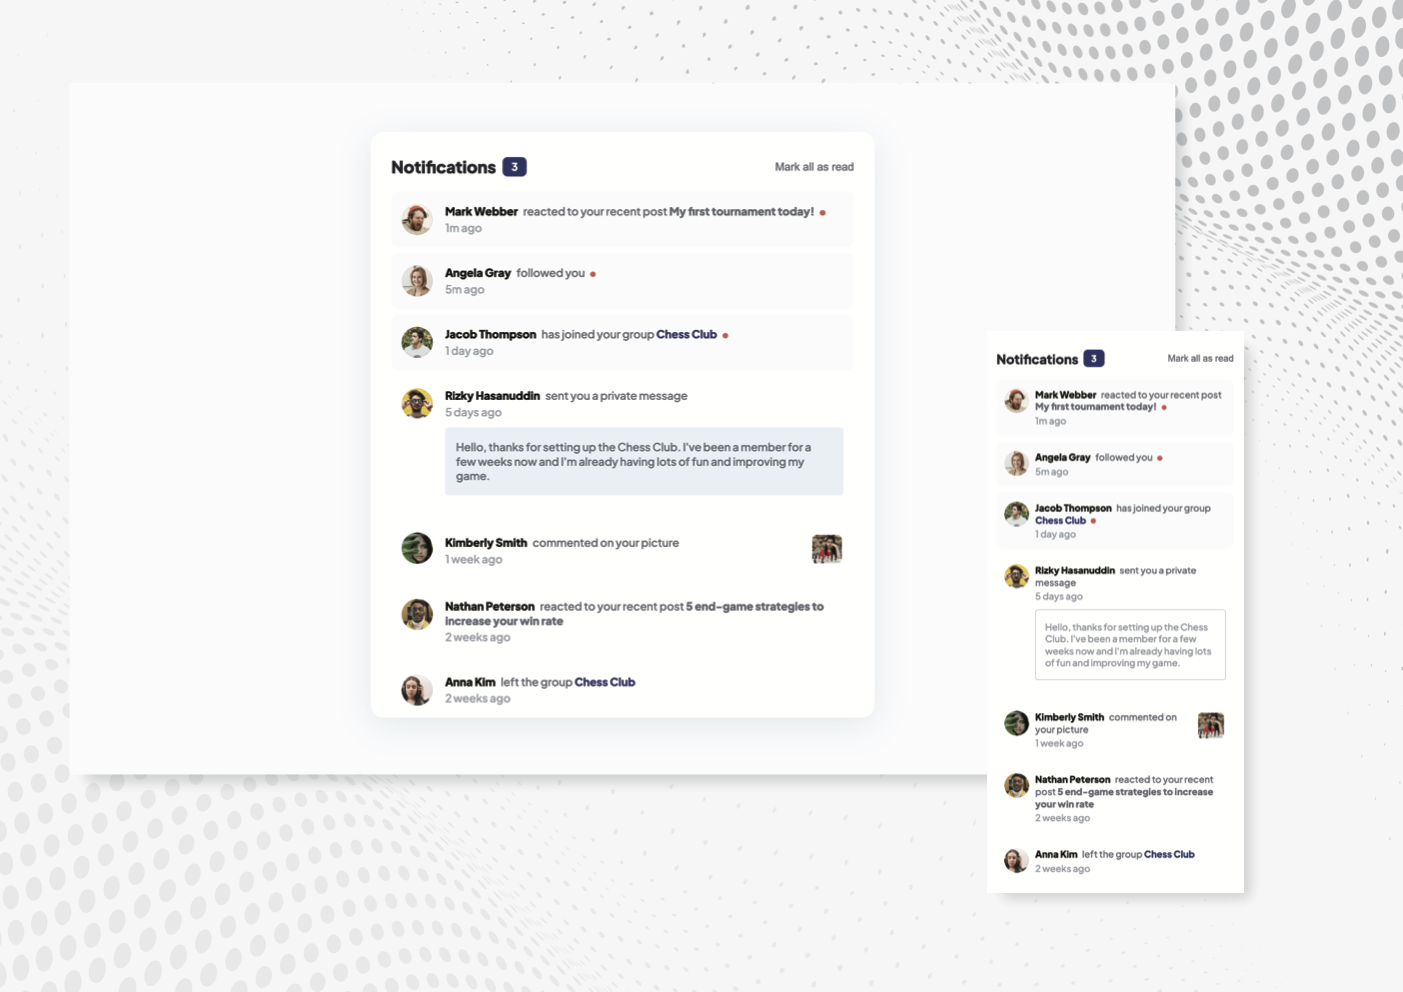 Notifications 3 Mark all as read
Mark Webber reacted to your recent post My first tournament today!
1m ago
Angela Gray followed you
5m ago
Jacob Thompson has joined your group Chess Club
1 day ago
Rizky Hasanuddin sent you a private message
5 days ago
Hello, thanks for setting up the Chess Club. I've been a member for a
few weeks now and I'm already having lots of fun and improving my
game.
Kimberly Smith commented on your picture
1 week ago
Nathan Peterson reacted to your recent post 5 end-game strategies to
increase your win rate
2 weeks ago
Anna Kim left the group Chess Club
2 weeks ago
Notifications 3 Mark all as read
Mark Webber reacted to your recent post
My first tournament today!
1m ago
Angela Gray followed you
5m ago
Jacob Thompson has joined your group
Chess Club
1 day ago
Rizky Hasanuddin sent you a private
message
5 days ago
Hello, thanks for setting up the Chess
Club. I've been a member for a few
weeks now and I'm already having lots
of fun and improving my game.
Kimberly Smith commented on
your picture
1 week ago
Nathan Peterson reacted to your recent
post 5 end-game strategies to increase
your win rate
2 weeks ago
Anna Kim left the group Chess Club
2 weeks ago